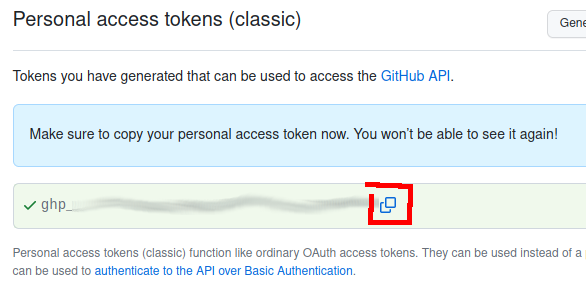 Personal access tokens (classic)
Gene
Tokens you have generated that can be used to access the GitHub API.
Make sure to copy your personal access token now. You won't be able to see it again!
ghp_
Personal access tokens (classic) function like ordinary OAuth access tokens. They can be used instead of a
can be used to authenticate to the API over Basic Authentication.